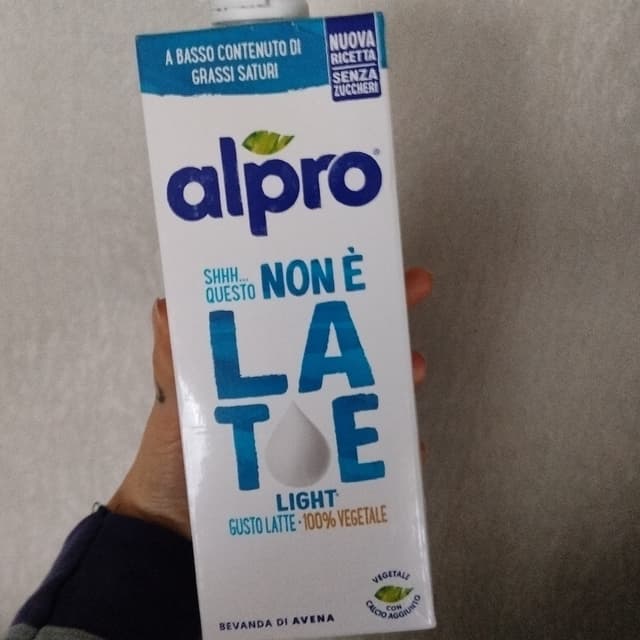 A BASSO CONTENUTO DI
GRASSI SATURI
NUOVA
RICETTA
SENZA
ZUCCHERI
alpro®
SHHH...
QUESTO
NON È
LA
T E
LIGHT*
GUSTO LATTE · 100% VEGETALE
VEGETALE
CON
CALCIO AGGIUNTO
BEVANDA DI AVENA